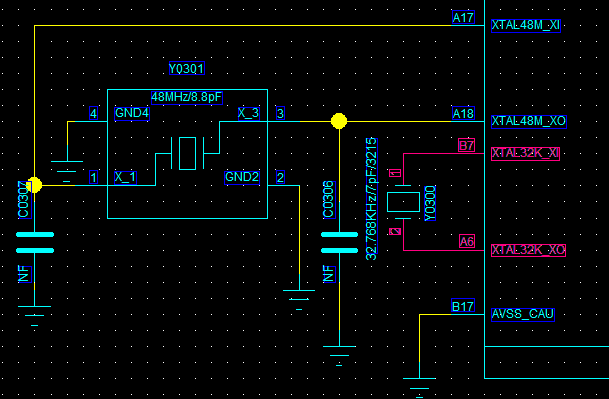 A17
XTAL48M_XI
Y0301
48MHz/8.8pF
4
GND4
X_3
3
A18
XTAL48M_XO
B7
XTAL32K_XI
1
X_1
GND2
2
1
C0307
NF
C0306
NF
32.768KHz/7pF/3215
Y0300
2
A6
XTAL32K_XO
B17
AVSS_CAU